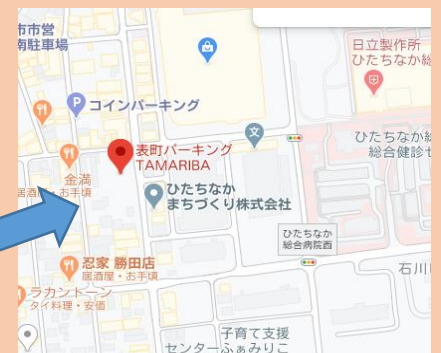 市市営
南駐車場
日立製作所
ひたちなか総
コインパーキング
表町パーキング
TAMARIBA
ひたちなか総
総合健診セ
金満
居酒屋・お手頃
ひたちなか
まちづくり株式会社
ひたちなか
総合病院西
忍家 勝田店
居酒屋・お手頃
石川
ラカントーン
タイ料理・安価
子育て支援
センターふぁみりこ